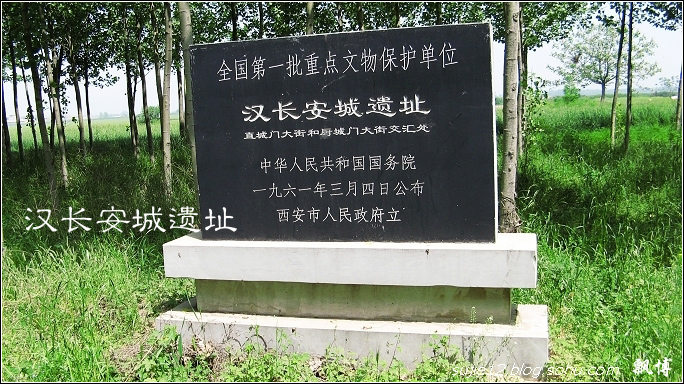 全国第一批重点文物保护单位
汉长安城遗址
直城门大街和厨城门大街交汇处
中华人民共和国国务院
一九六一年三月四日公布
西安市人民政府立
汉长安城遗址
飘博